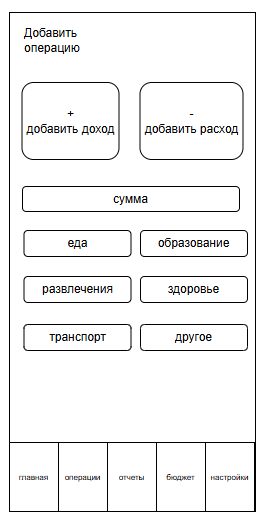 Добавить
операцию
+
добавить доход
-
добавить расход
сумма
еда
образование
развлечения
здоровье
транспорт
другое
главная
операции
отчеты
бюджет
настройки